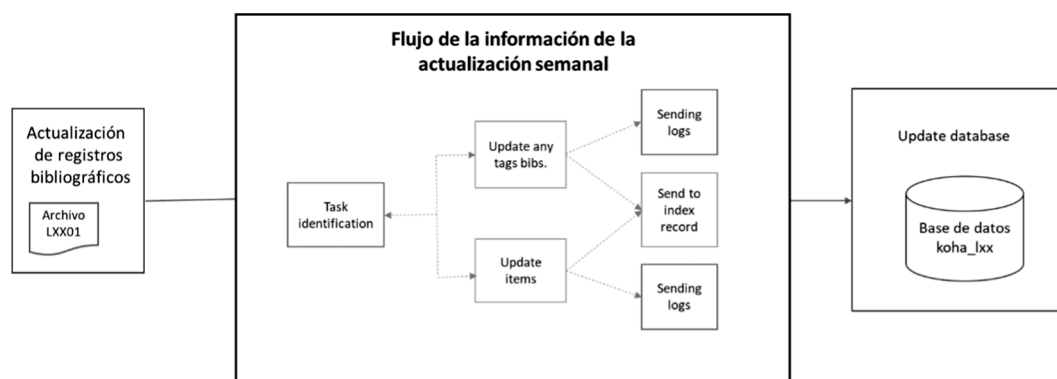 Flujo de la información de la
actualización semanal
Actualización
de registros
bibliográficos
Archivo
LXX01
Task
identification
Update any
tags bibs.
Update
items
Sending
logs
Send to
index
record
Sending
logs
Update database
Base de datos
koha_lxx